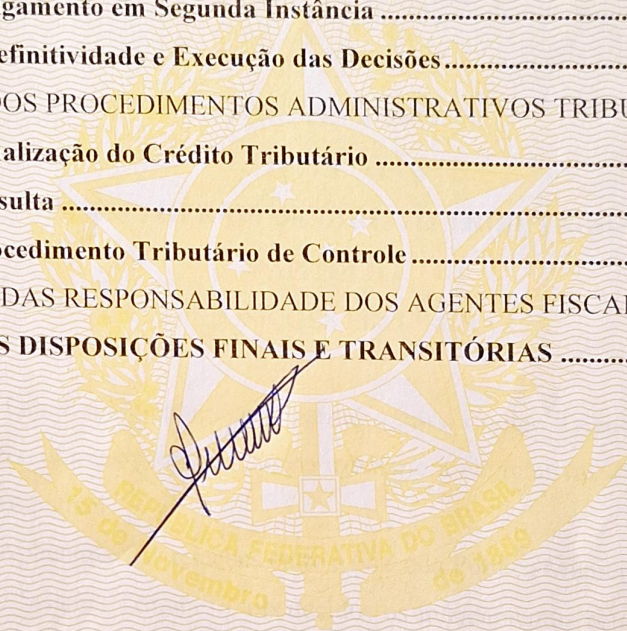 gamento em Segunda Instância ..........................
efinitividade e Execução das Decisões..................
OS PROCEDIMENTOS ADMINISTRATIVOS TRIBU
alização do Crédito Tributário ..........................
sulta ..........................................................
ocedimento Tributário de Controle ......................
DAS RESPONSABILIDADE DOS AGENTES FISCAI
S DISPOSIÇÕES FINAIS E TRANSITÓRIAS ..........
REPÚBLICA FEDERATIVA DO BRASIL
15 de Novembro de 1889